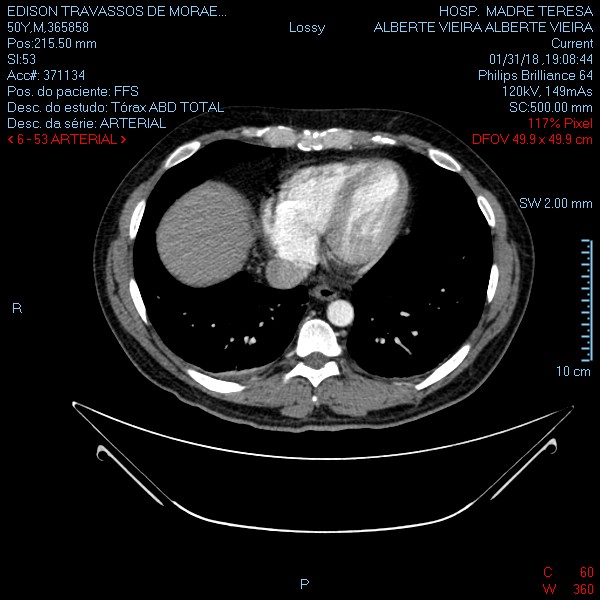 EDISON TRAVASSOS DE MORAE...
50Y,M,365858
Pos:215.50 mm
SI:53
Acc#: 371134
Pos. do paciente: FFS
Desc. do estudo: Tórax ABD TOTAL
Desc. da série: ARTERIAL
< 6 - 53 ARTERIAL >
Lossy
HOSP. MADRE TERESA
ALBERTE VIEIRA ALBERTE VIEIRA
Current
01/31/18 ,19:08:44
Philips Brilliance 64
120kV, 149mAs
SC:500.00 mm
117% Pixel
DFOV 49.9 x 49.9 cm
SW 2.00 mm
R
10 cm
P
C 60
W 360